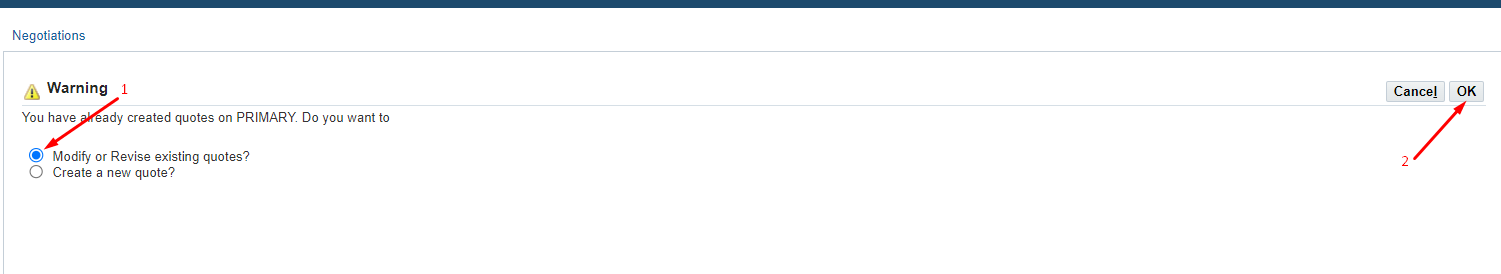 Negotiations
Warning 1
Cancel OK
You have already created quotes on PRIMARY. Do you want to
Modify or Revise existing quotes?
2
Create a new quote?